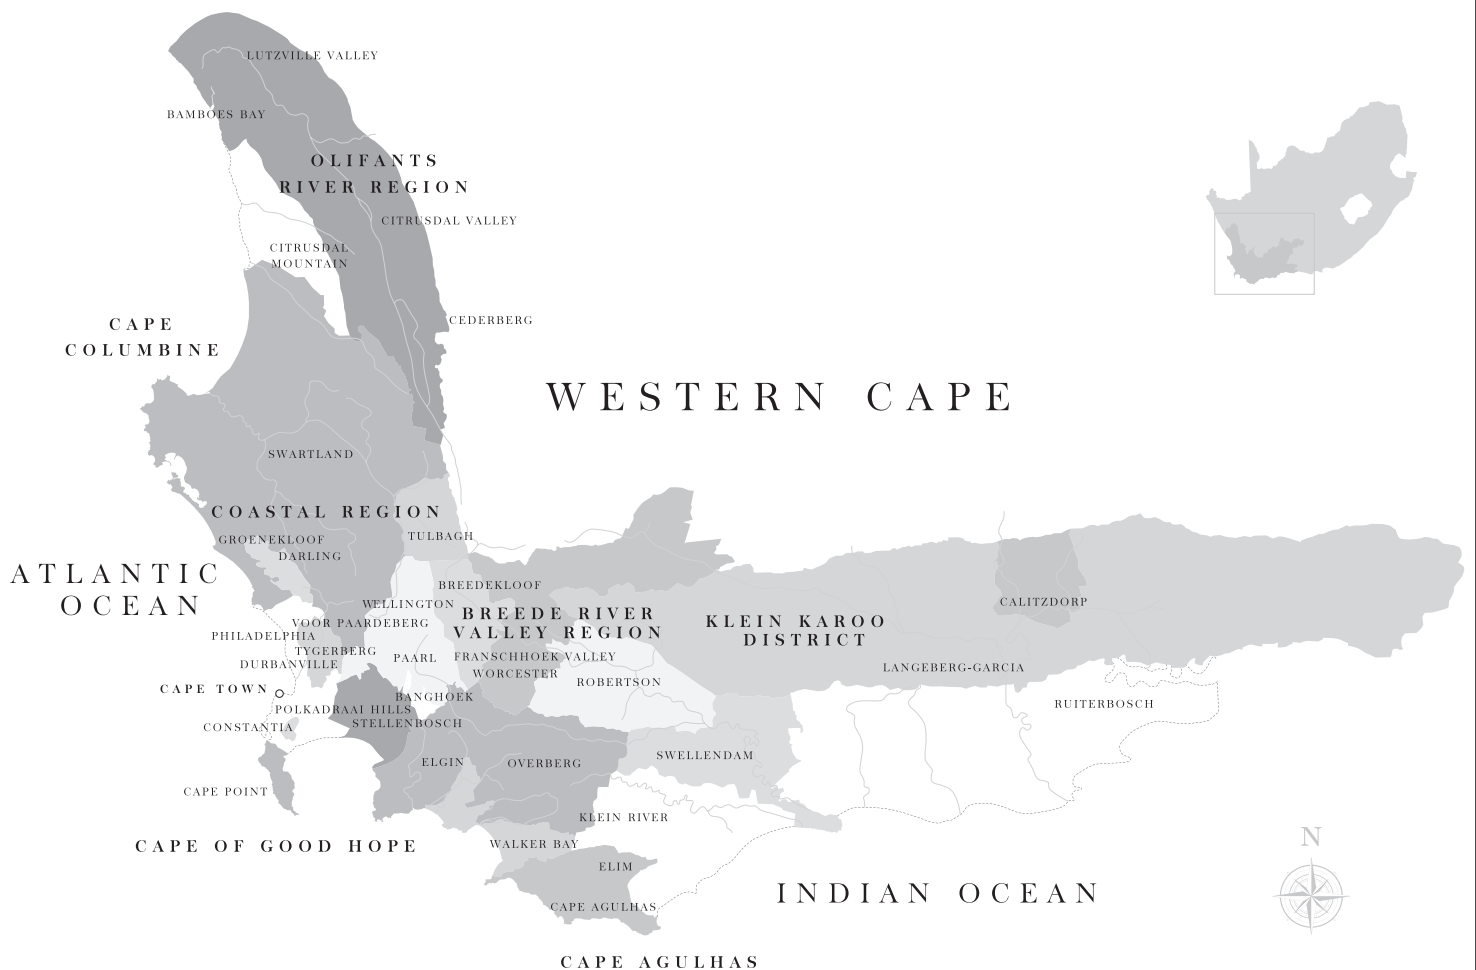 LUTZVILLE VALLEY
BAMBOES BAY
OLIFANTS
RIVER REGION
CITRUSDAL VALLEY
CITRUSDAL
MOUNTAIN
CEDERBERG
CAPE
COLUMBINE
WESTERN CAPE
SWARTLAND
COASTAL REGION
GROENEKLOOF
DARLING
TULBAGH
ATLANTIC
OCEAN
BREEDEKLOOF
WELLINGTON
BREEDE RIVER
VALLEY REGION
KLEIN KAROO
DISTRICT
CALITZDORP
VOOR PAARDEBERG
PHILADELPHIA
TYGERBERG
DURBANVILLE
PAARL
FRANSCHHOEK VALLEY
WORCESTER
ROBERTSON
LANGEBERG-GARCIA
CAPE TOWN
BANGHOEK
POLKADRAAI HILLS
STELLENBOSCH
CONSTANTIA
RUITERBOSCH
ELGIN
OVERBERG
SWELLENDAM
CAPE POINT
KLEIN RIVER
CAPE OF GOOD HOPE
WALKER BAY
ELIM
N
INDIAN OCEAN
CAPE AGULHAS
CAPE AGULHAS